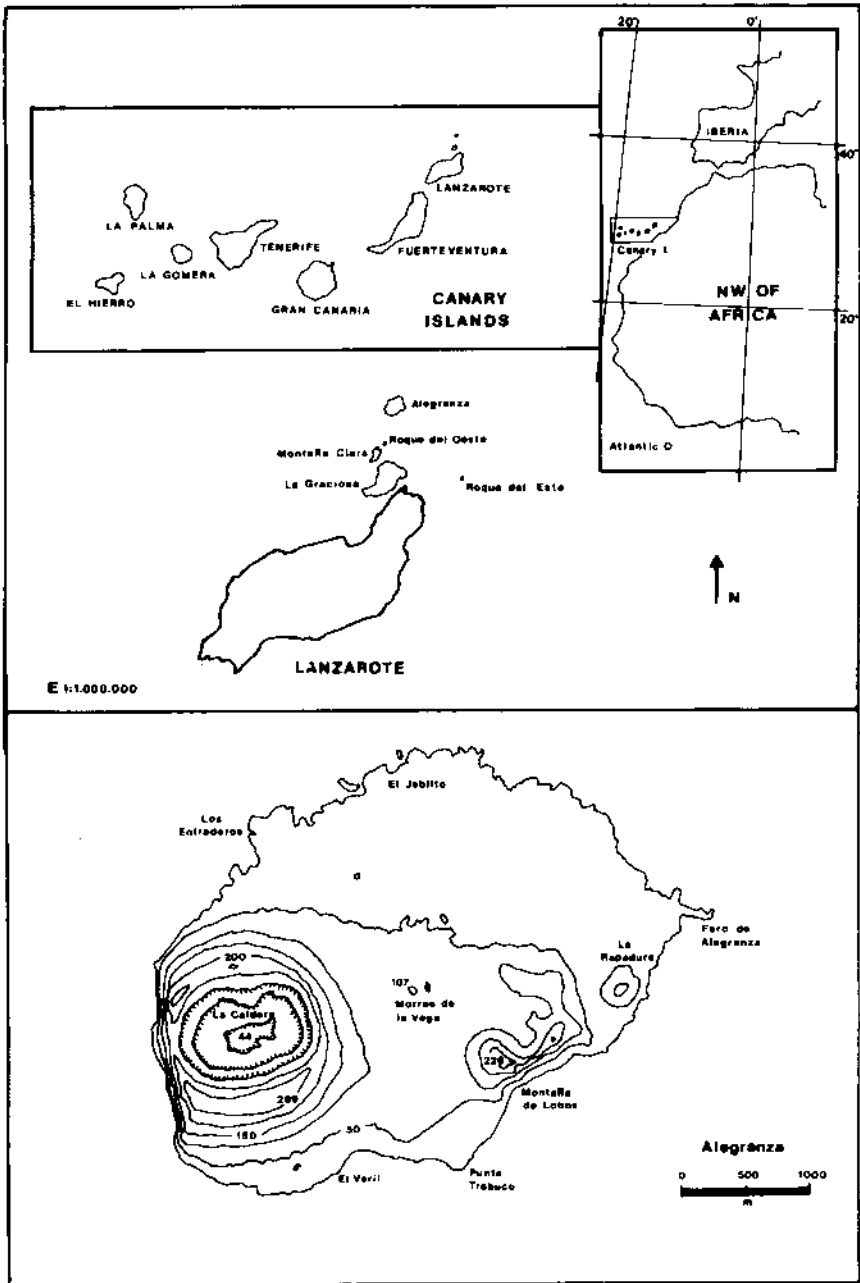 20°
0°
IBERIA
40°
LANZAROTE
LA PALMA
TENERIFE
FUERTEVENTURA
LA GOMERA
EL HIERRO
GRAN CANARIA
CANARY
ISLANDS
Canary I.
NW OF
AFRICA
20°
Atlantic O
Alegranza
Roque del Oeste
Montaña Clara
La Graciosa
Roque del Este
N
LANZAROTE
E 1:1.000.000
El Jablito
Los
Entraderos
Faro de
Alegranza
La
Rapadura
200
107
Morros de
la Vega
La Caldera
44
229
289
Montaña
de Lobos
150
50
El Veril
Punta
Trabuco
Alegranza
0 500 1000
m